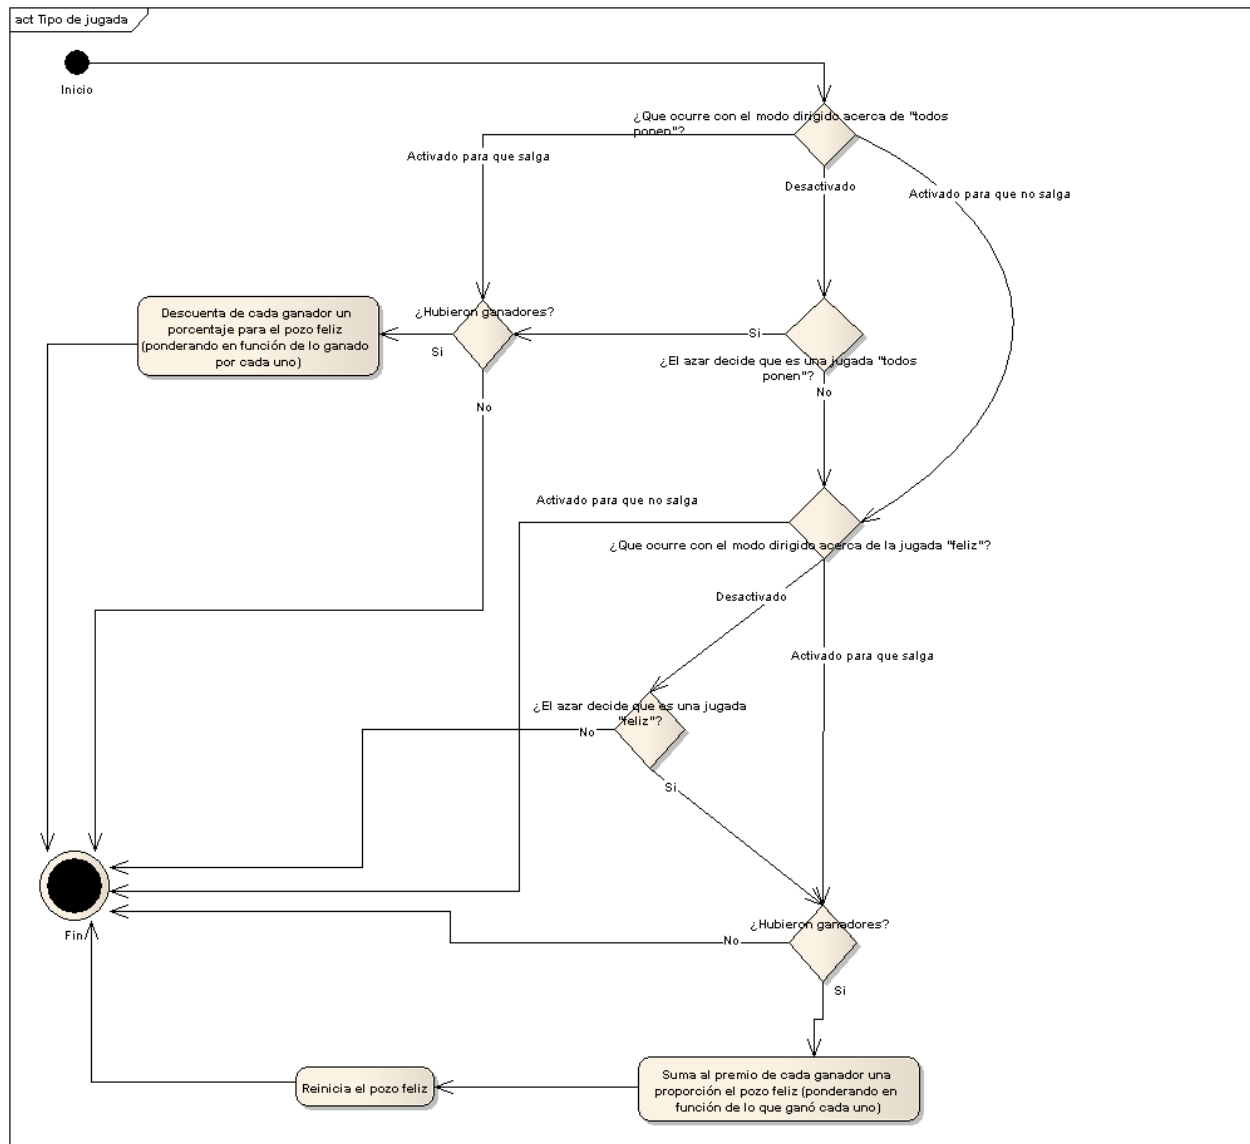 act Tipo de jugada
Inicio
¿Que ocurre con el modo dirigido acerca de "todos
ponen"?
Activado para que salga
Desactivado
Activado para que no salga
Descuenta de cada ganador un
porcentaje para el pozo feliz
(ponderando en función de lo ganado
por cada uno)
¿Hubieron ganadores?
Si
Si
¿El azar decide que es una jugada "todos
ponen"?
No
No
Activado para que no salga
¿Que ocurre con el modo dirigido acerca de la jugada "feliz"?
Desactivado
Activado para que salga
¿El azar decide que es una jugada
"feliz"?
No
Si
¿Hubieron ganadores?
Fin
No
Si
Reinicia el pozo feliz
Suma al premio de cada ganador una
proporción el pozo feliz (ponderando en
función de lo que ganó cada uno)